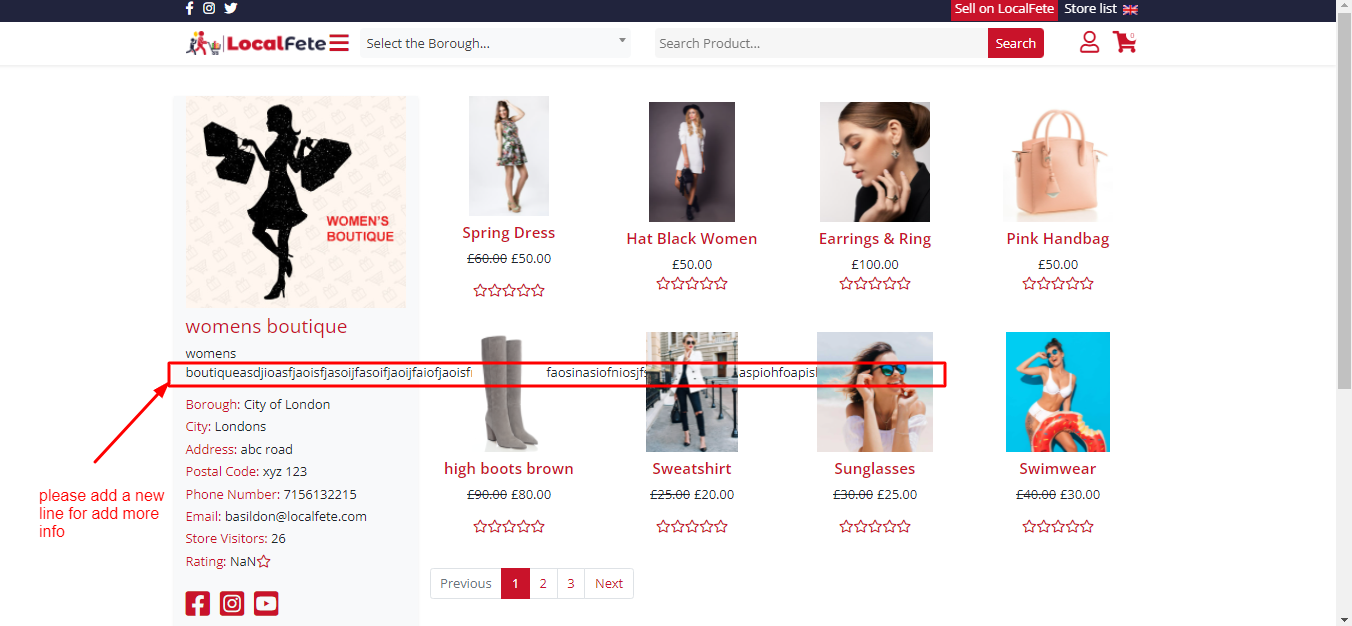 Sell on LocalFete Store list
LocalFete Select the Borough... Search Product... Search 0
WOMEN'S
BOUTIQUE
womens boutique
womens
boutiqueasdjioasfjaoisfjasoijfasoifjaoijfaiofjaoisf faosinasiofniosjfs aspiohfoapis
Borough: City of London
City: Londons
Address: abc road
Postal Code: xyz 123
Phone Number: 7156132215
Email: basildon@localfete.com
Store Visitors: 26
Rating: NaN
please add a new
line for add more
info
Spring Dress
£60.00 £50.00
Hat Black Women
£50.00
Earrings & Ring
£100.00
Pink Handbag
£50.00
high boots brown
£90.00 £80.00
Sweatshirt
£25.00 £20.00
Sunglasses
£30.00 £25.00
Swimwear
£40.00 £30.00
Previous 1 2 3 Next